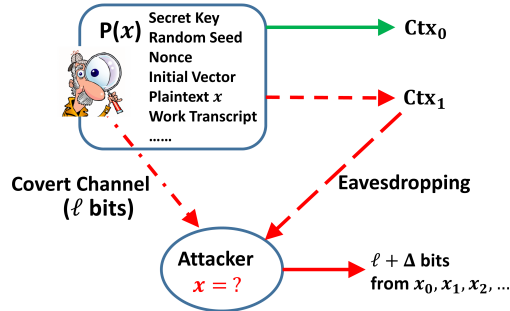 P(x)
Secret Key
Random Seed
Nonce
Initial Vector
Plaintext x
Work Transcript
......
Ctx₀
Ctx₁
Covert Channel
(ℓ bits)
Eavesdropping
Attacker
x = ?
ℓ + Δ bits
from x₀, x₁, x₂, ...